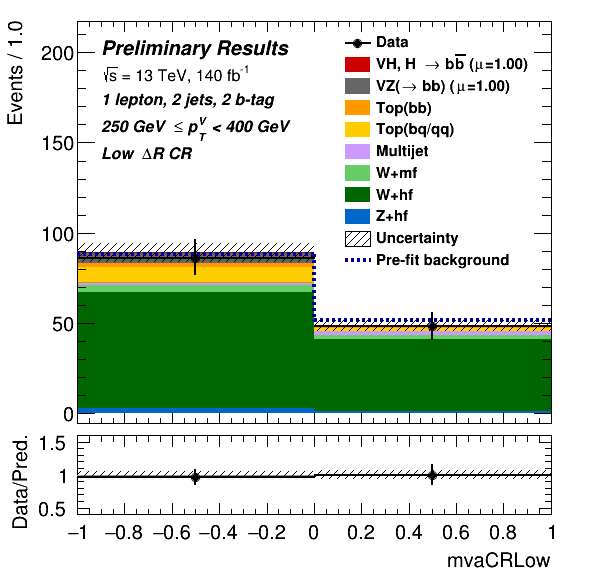 Events / 1.0
200
150
100
50
0
Preliminary Results
√s = 13 TeV, 140 fb⁻¹
1 lepton, 2 jets, 2 b-tag
250 GeV ≤ p_T^V < 400 GeV
Low ΔR CR
Data
VH, H → bb̅ (μ=1.00)
VZ(→ bb) (μ=1.00)
Top(bb)
Top(bq/qq)
Multijet
W+mf
W+hf
Z+hf
Uncertainty
Pre-fit background
Data/Pred.
1.5
1
0.5
−1 −0.8 −0.6 −0.4 −0.2 0 0.2 0.4 0.6 0.8 1
mvaCRLow